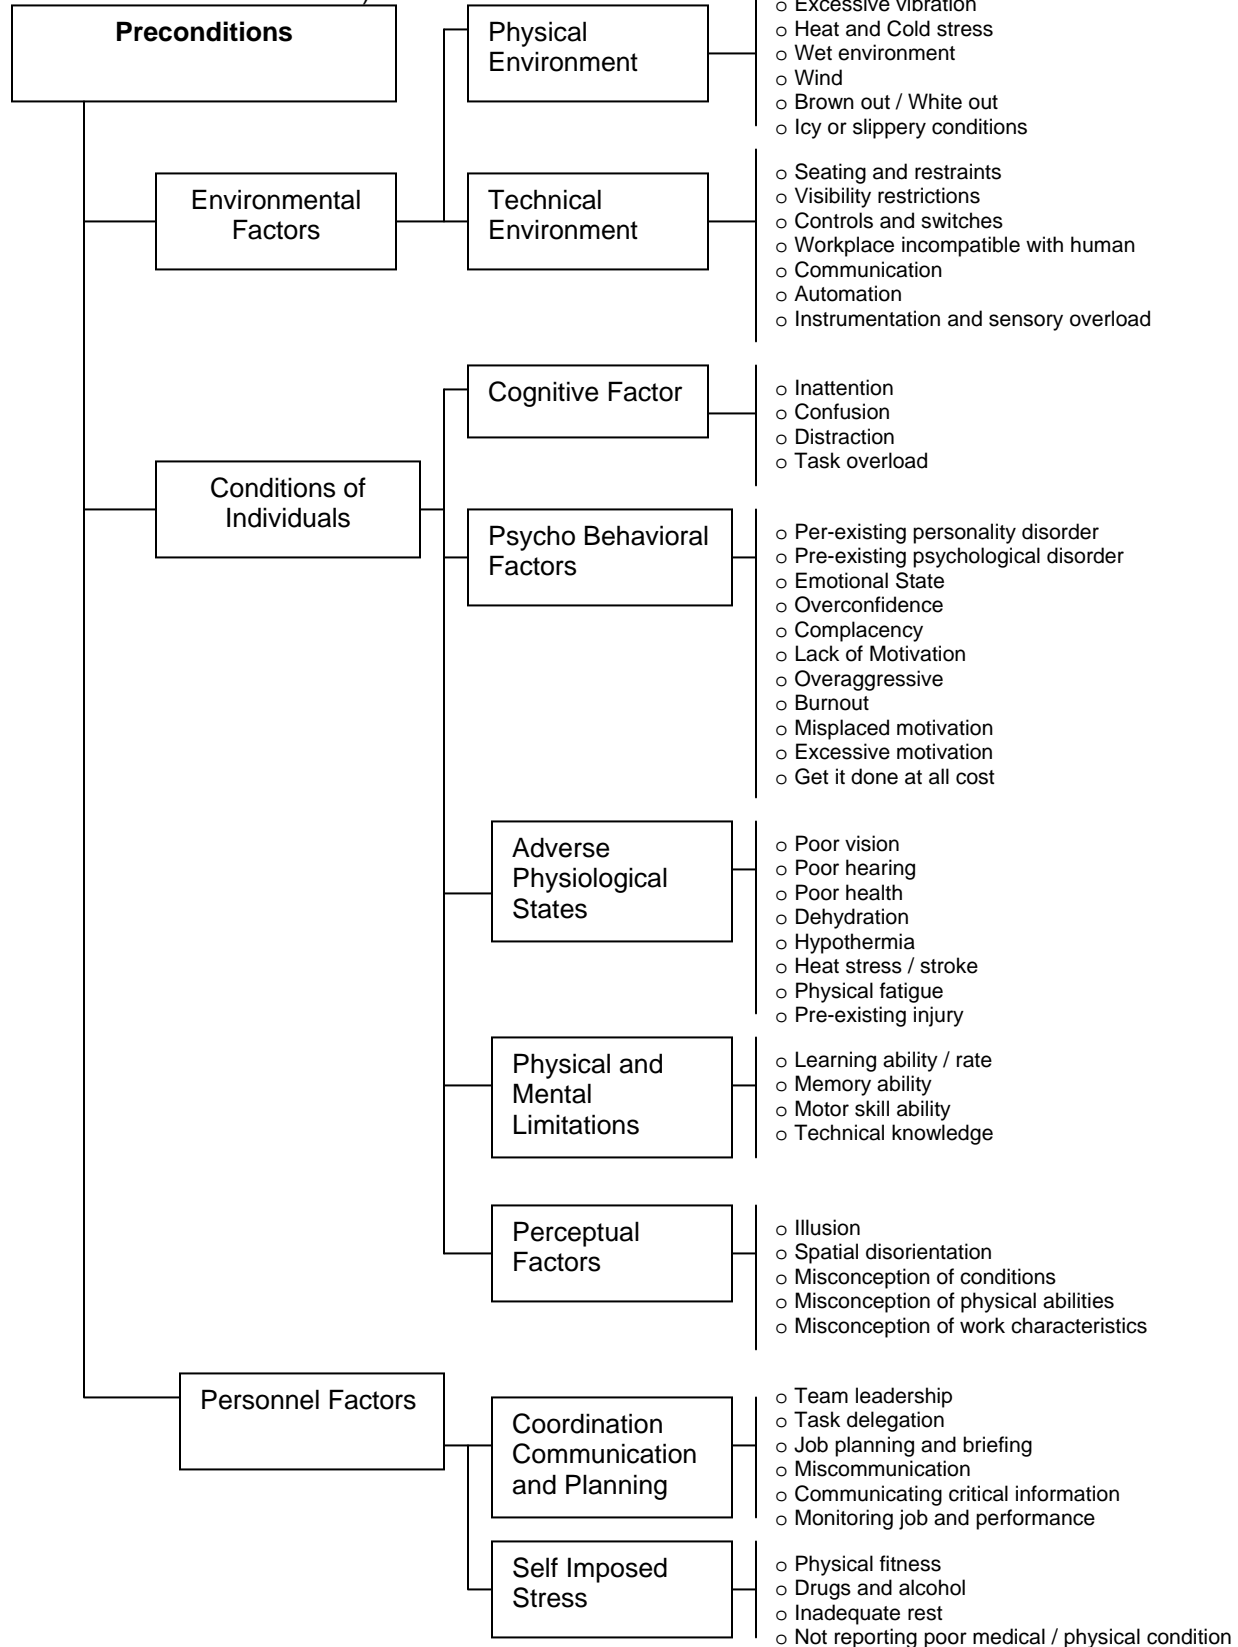 Preconditions
Physical
Environment
o Excessive vibration
o Heat and Cold stress
o Wet environment
o Wind
o Brown out / White out
o Icy or slippery conditions
Environmental
Factors
Technical
Environment
o Seating and restraints
o Visibility restrictions
o Controls and switches
o Workplace incompatible with human
o Communication
o Automation
o Instrumentation and sensory overload
Cognitive Factor
o Inattention
o Confusion
o Distraction
o Task overload
Conditions of
Individuals
Psycho Behavioral
Factors
o Per-existing personality disorder
o Pre-existing psychological disorder
o Emotional State
o Overconfidence
o Complacency
o Lack of Motivation
o Overaggressive
o Burnout
o Misplaced motivation
o Excessive motivation
o Get it done at all cost
Adverse
Physiological
States
o Poor vision
o Poor hearing
o Poor health
o Dehydration
o Hypothermia
o Heat stress / stroke
o Physical fatigue
o Pre-existing injury
Physical and
Mental
Limitations
o Learning ability / rate
o Memory ability
o Motor skill ability
o Technical knowledge
Perceptual
Factors
o Illusion
o Spatial disorientation
o Misconception of conditions
o Misconception of physical abilities
o Misconception of work characteristics
Personnel Factors
Coordination
Communication
and Planning
o Team leadership
o Task delegation
o Job planning and briefing
o Miscommunication
o Communicating critical information
o Monitoring job and performance
Self Imposed
Stress
o Physical fitness
o Drugs and alcohol
o Inadequate rest
o Not reporting poor medical / physical condition